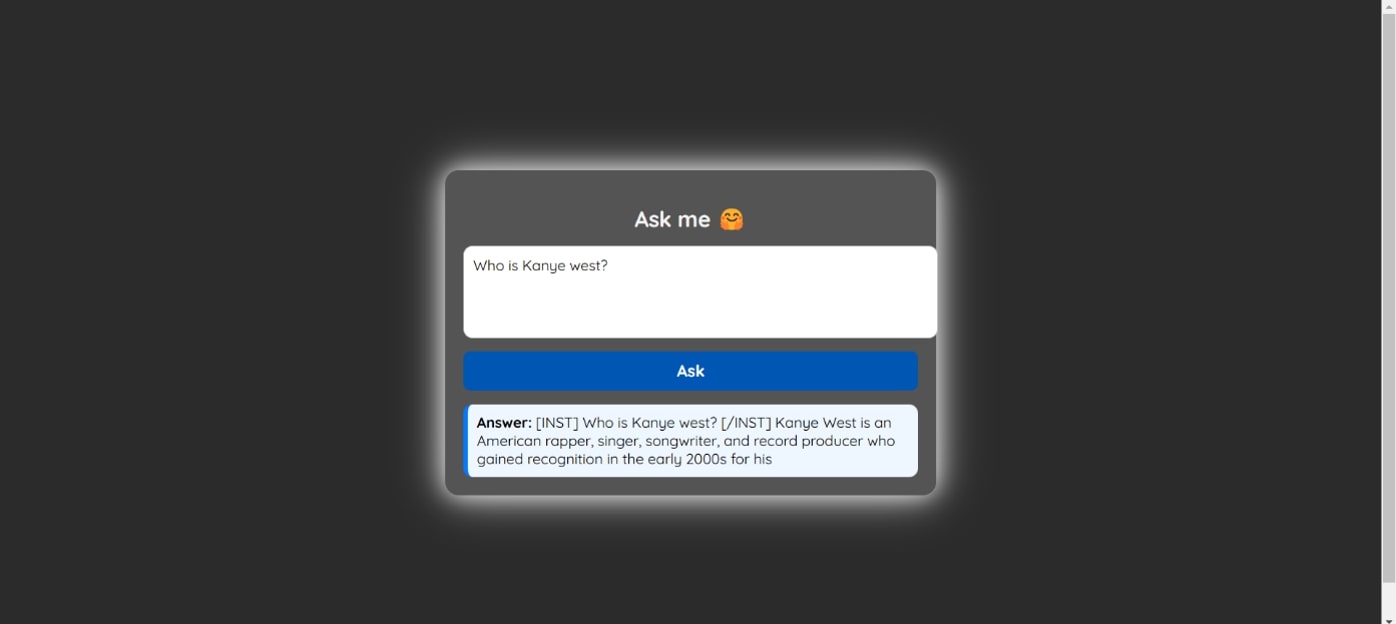 Ask me 🤗
Who is Kanye west?
Ask
Answer: [INST] Who is Kanye west? [/INST] Kanye West is an
American rapper, singer, songwriter, and record producer who
gained recognition in the early 2000s for his